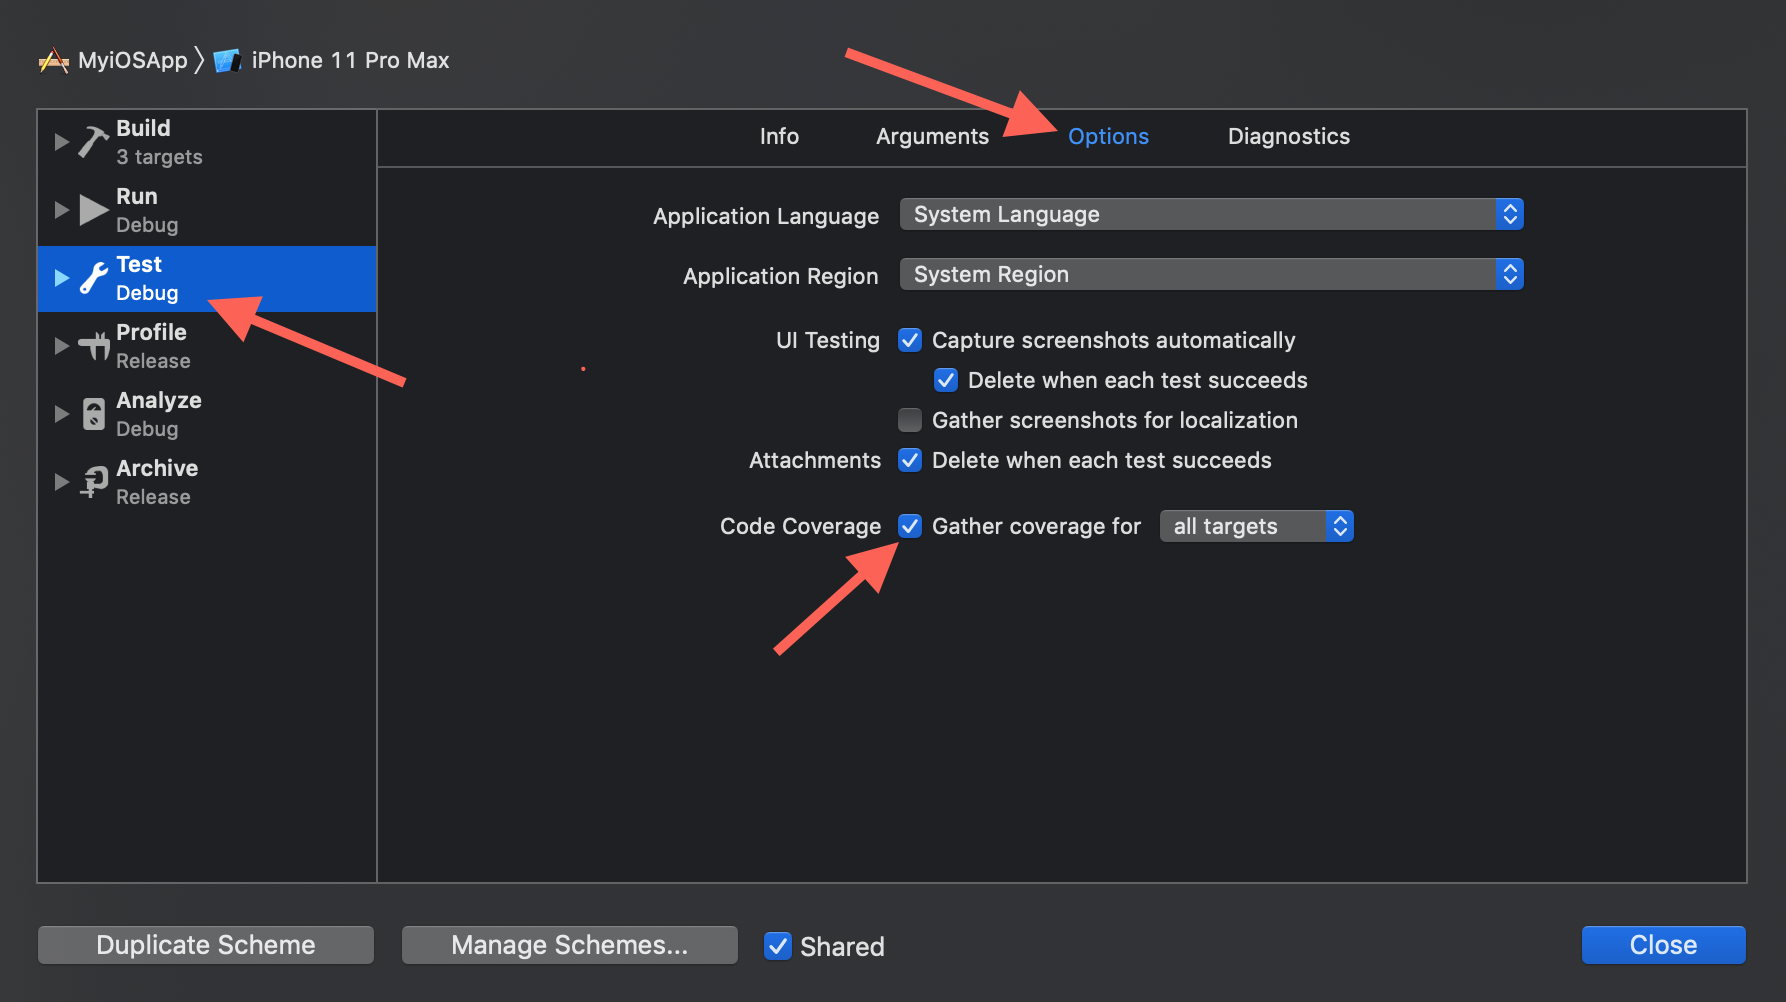 MyiOSApp 〉 iPhone 11 Pro Max
Build
3 targets
Run
Debug
Test
Debug
Profile
Release
Analyze
Debug
Archive
Release
Info Arguments Options Diagnostics
Application Language System Language
Application Region System Region
UI Testing Capture screenshots automatically
Delete when each test succeeds
Gather screenshots for localization
Attachments Delete when each test succeeds
Code Coverage Gather coverage for all targets
Duplicate Scheme Manage Schemes... Shared Close